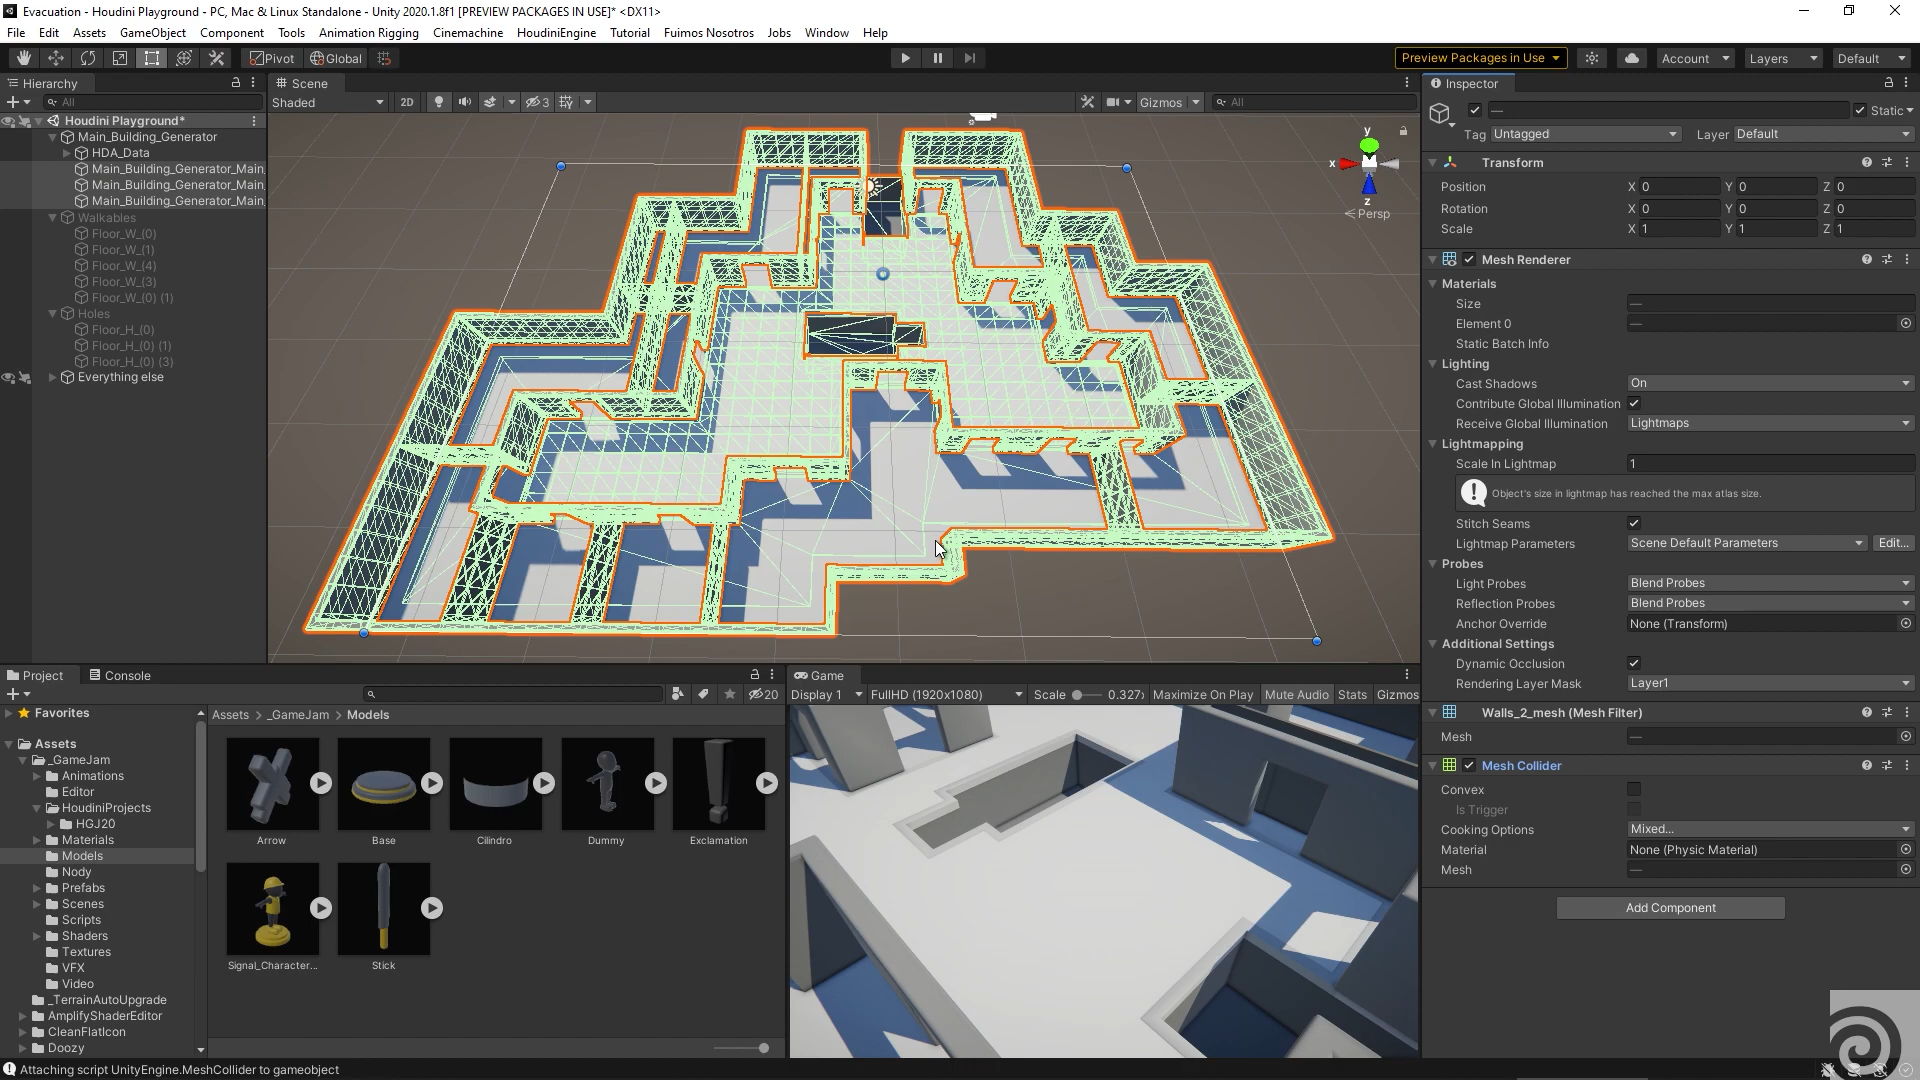 Evacuation - Houdini Playground - PC, Mac & Linux Standalone - Unity 2020.1.8f1 [PREVIEW PACKAGES IN USE]* <DX11>
File Edit Assets GameObject Component Tools Animation Rigging Cinemachine HoudiniEngine Tutorial Fuimos Nosotros Jobs Window Help
Pivot Global Preview Packages in Use Account Layers Default
Hierarchy
All
Houdini Playground*
Main_Building_Generator
HDA_Data
Main_Building_Generator_Main
Main_Building_Generator_Main
Main_Building_Generator_Main
Walkables
Floor_W_(0)
Floor_W_(1)
Floor_W_(4)
Floor_W_(3)
Floor_W_(0) (1)
Holes
Floor_H_(0)
Floor_H_(0) (1)
Floor_H_(0) (3)
Everything else
Scene
Shaded 2D 3 Gizmos All
y
x
z
Persp
Project Console
20
Favorites
Assets
_GameJam
Animations
Editor
HoudiniProjects
HGJ20
Materials
Models
Nody
Prefabs
Scenes
Scripts
Shaders
Textures
VFX
Video
_TerrainAutoUpgrade
AmplifyShaderEditor
CleanFlatIcon
Doozy
Assets > _GameJam > Models
Arrow Base Cilindro Dummy Exclamation
Signal_Character... Stick
Game
Display 1 FullHD (1920x1080) Scale 0.327x Maximize On Play Mute Audio Stats Gizmos
Inspector
— Static
Tag Untagged Layer Default
Transform
Position X 0 Y 0 Z 0
Rotation X 0 Y 0 Z 0
Scale X 1 Y 1 Z 1
Mesh Renderer
Materials
Size —
Element 0 —
Static Batch Info
Lighting
Cast Shadows On
Contribute Global Illumination
Receive Global Illumination Lightmaps
Lightmapping
Scale In Lightmap 1
Object's size in lightmap has reached the max atlas size.
Stitch Seams
Lightmap Parameters Scene Default Parameters Edit...
Probes
Light Probes Blend Probes
Reflection Probes Blend Probes
Anchor Override None (Transform)
Additional Settings
Dynamic Occlusion
Rendering Layer Mask Layer1
Walls_2_mesh (Mesh Filter)
Mesh —
Mesh Collider
Convex
Is Trigger
Cooking Options Mixed...
Material None (Physic Material)
Mesh —
Add Component
Attaching script UnityEngine.MeshCollider to gameobject